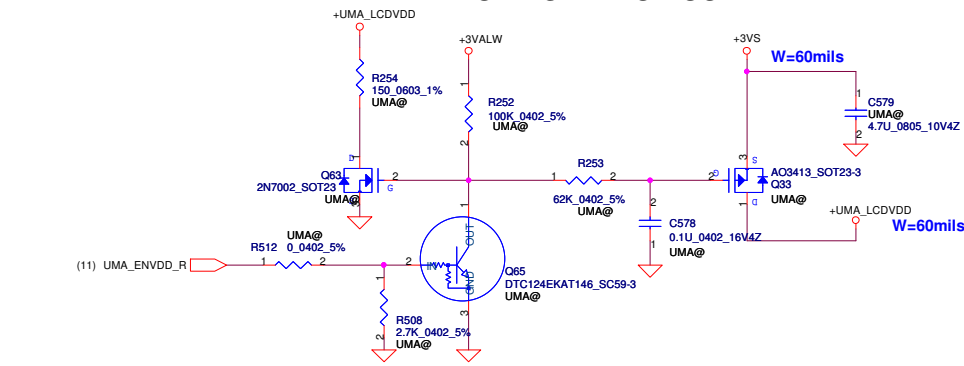 +UMA_LCDVDD
+3VALW
+3VS
W=60mils
1
R254
150_0603_1%
UMA@
1
R252
100K_0402_5%
UMA@
2
1
C579
UMA@
4.7U_0805_10V4Z
2
1
D
Q63
2N7002_SOT23
UMA@
3
2
G
R253
1
2
62K_0402_5%
UMA@
2
C578
0.1U_0402_16V4Z
UMA@
1
3
S
2
G
AO3413_SOT23-3
Q33
UMA@
1
D
+UMA_LCDVDD
W=60mils
(11) UMA_ENVDD_R
UMA@
R512
0_0402_5%
1
2
1
OUT
2
IN
GND
3
Q65
DTC124EKAT146_SC59-3
UMA@
1
R508
2.7K_0402_5%
UMA@
2